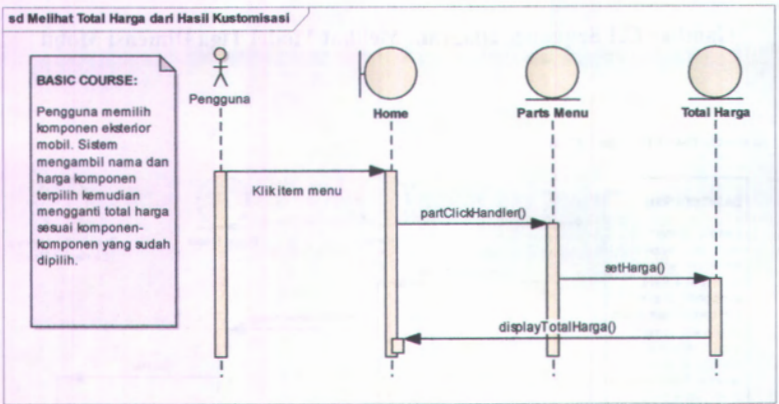 sd Melihat Total Harga dari Hasil Kustomisasi
BASIC COURSE:
Pengguna memilih
komponen eksterior
mobil. Sistem
mengambil nama dan
harga komponen
terpilih kemudian
mengganti total harga
sesuai komponen-
komponen yang sudah
dipilih.
Pengguna
Home
Parts Menu
Total Harga
Klik item menu
partClickHandler()
setHarga()
displayTotalHarga()